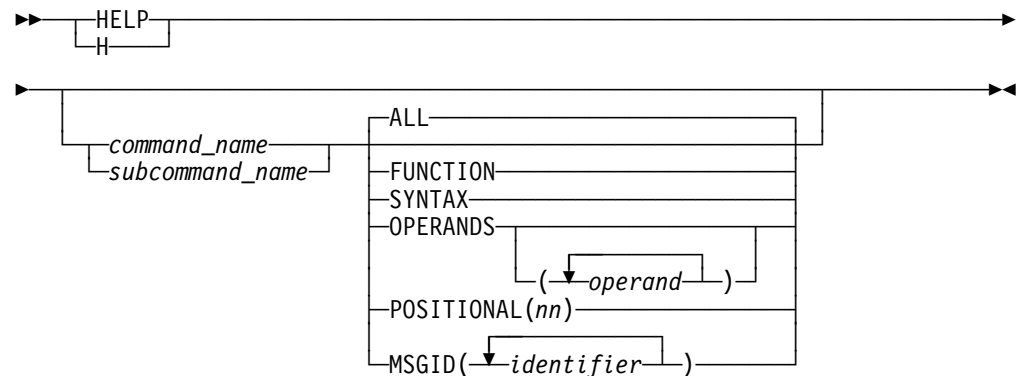 HELP
H
ALL
command_name
subcommand_name
FUNCTION
SYNTAX
OPERANDS
( operand )
POSITIONAL(nn)
MSGID( identifier )